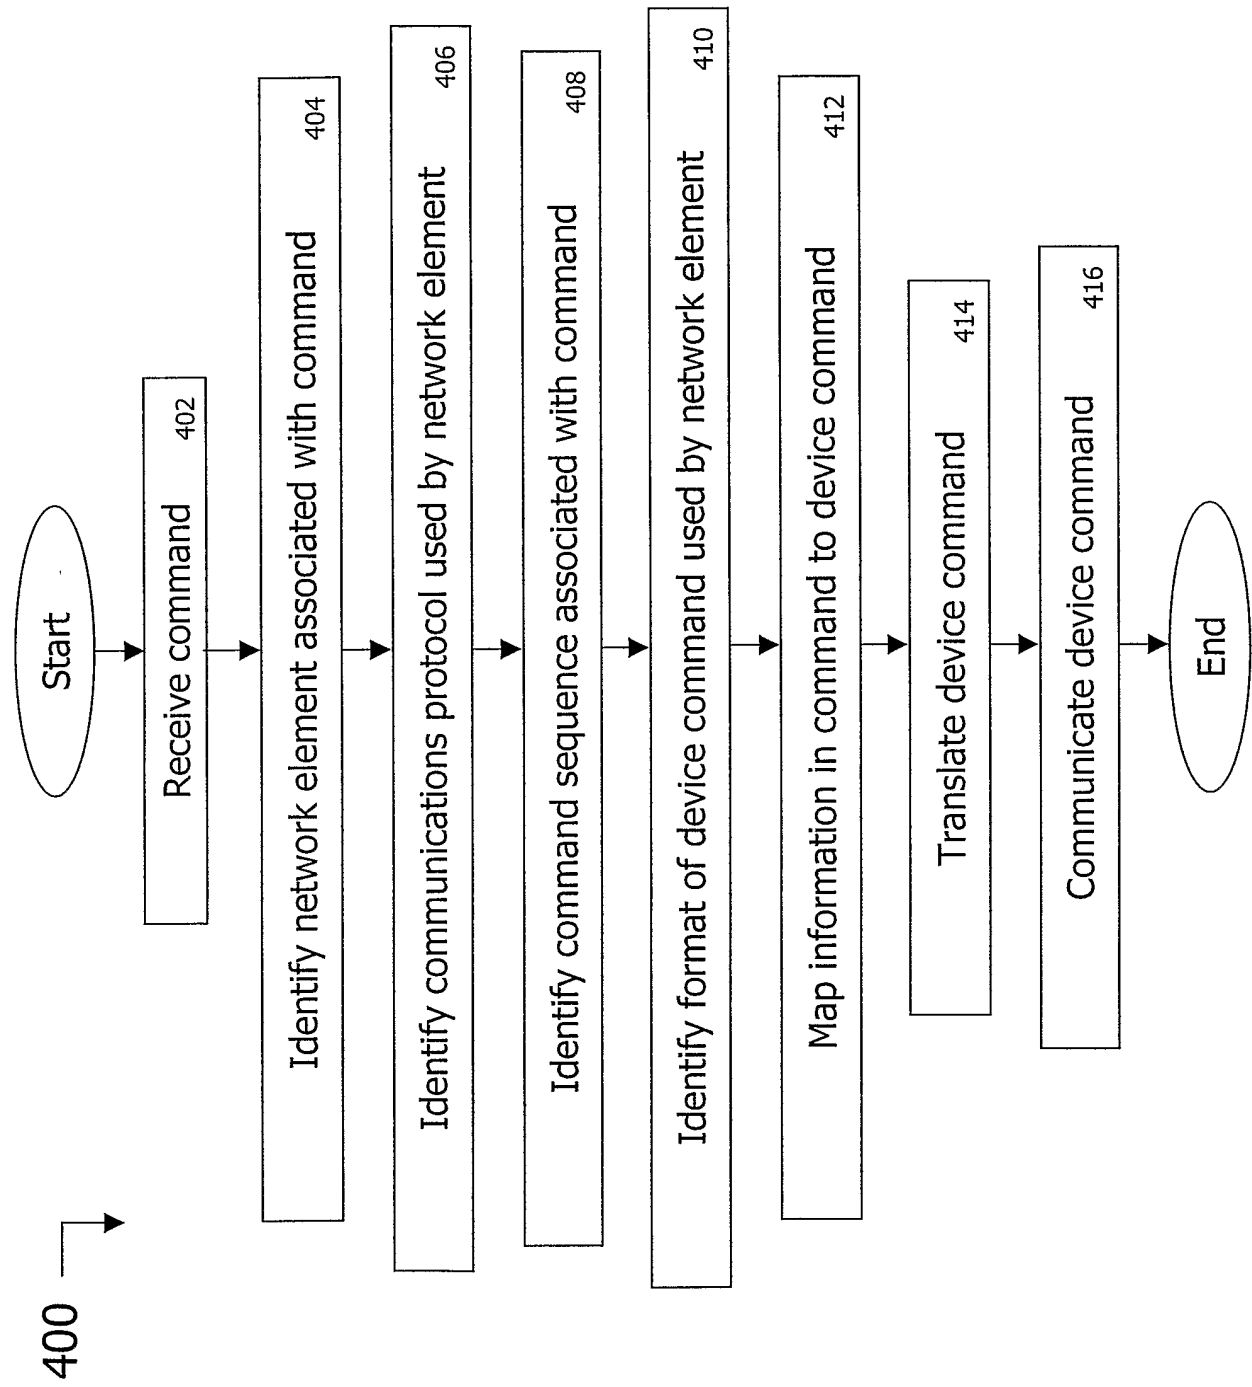 400
Start
Receive command
402
Identify network element associated with command
404
Identify communications protocol used by network element
406
Identify command sequence associated with command
408
Identify format of device command used by network element
410
Map information in command to device command
412
Translate device command
414
Communicate device command
416
End